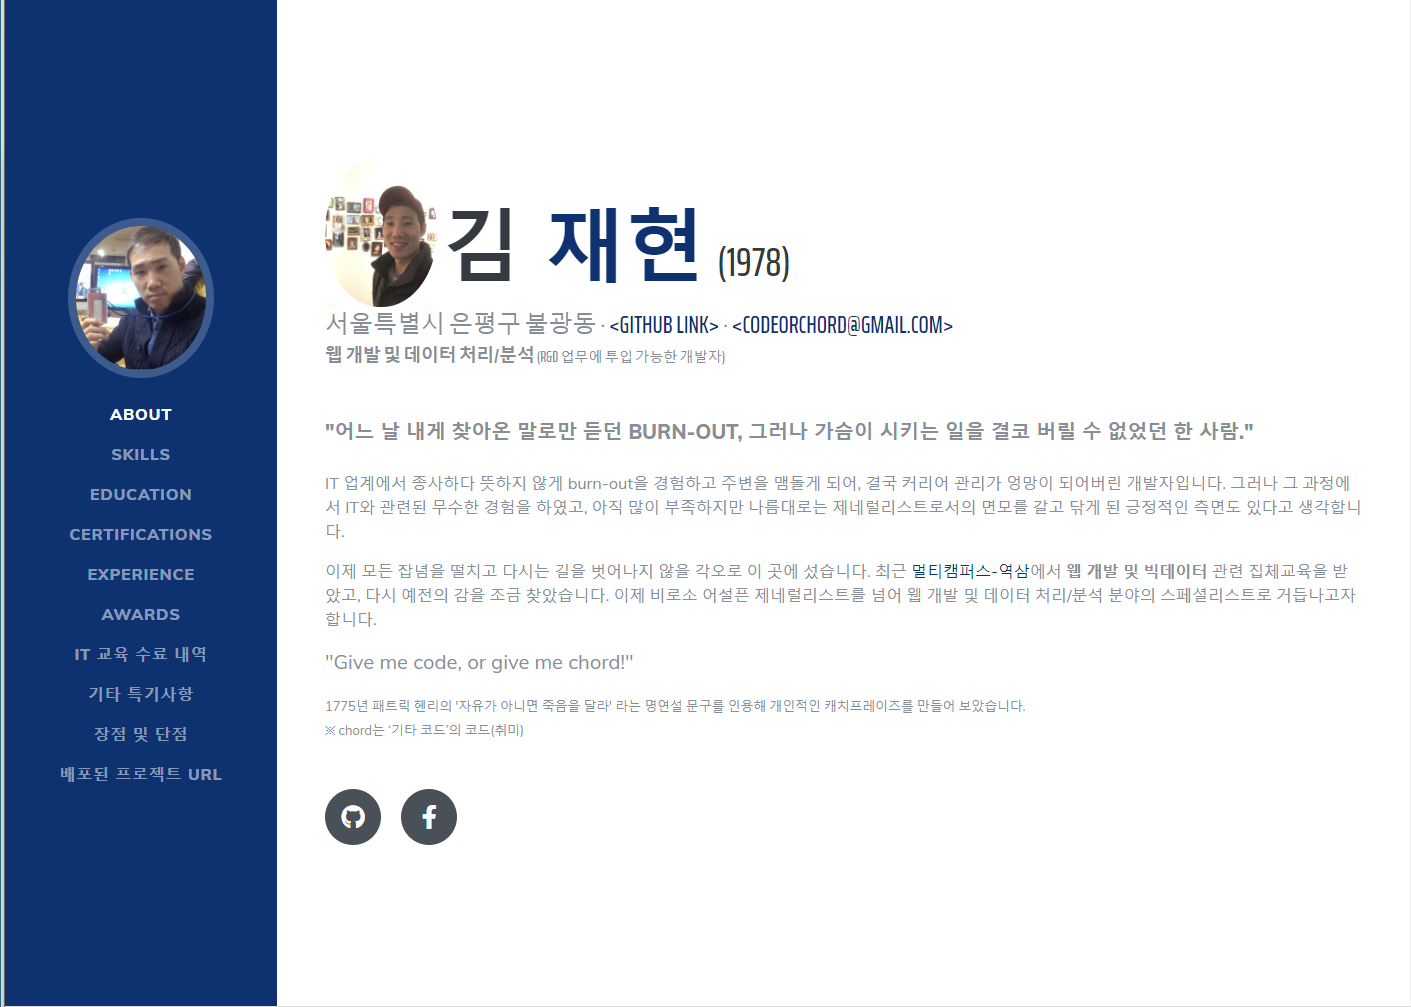 ABOUT
SKILLS
EDUCATION
CERTIFICATIONS
EXPERIENCE
AWARDS
IT 교육 수료 내역
기타 특기사항
장점 및 단점
배포된 프로젝트 URL
김 재현 (1978)
서울특별시 은평구 불광동 · <GITHUB LINK> · <CODEORCHORD@GMAIL.COM>
웹 개발 및 데이터 처리/분석 (R&D 업무에 투입 가능한 개발자)
"어느 날 내게 찾아온 말로만 듣던 BURN-OUT, 그러나 가슴이 시키는 일을 결코 버릴 수 없었던 한 사람."
IT 업계에서 종사하다 뜻하지 않게 burn-out을 경험하고 주변을 맴돌게 되어, 결국 커리어 관리가 엉망이 되어버린 개발자입니다. 그러나 그 과정에
서 IT와 관련된 무수한 경험을 하였고, 아직 많이 부족하지만 나름대로는 제네럴리스트로서의 면모를 갈고 닦게 된 긍정적인 측면도 있다고 생각합니
다.
이제 모든 잡념을 떨치고 다시는 길을 벗어나지 않을 각오로 이 곳에 섰습니다. 최근 멀티캠퍼스-역삼에서 웹 개발 및 빅데이터 관련 집체교육을 받
았고, 다시 예전의 감을 조금 찾았습니다. 이제 비로소 어설픈 제네럴리스트를 넘어 웹 개발 및 데이터 처리/분석 분야의 스페셜리스트로 거듭나고자
합니다.
"Give me code, or give me chord!"
1775년 패트릭 헨리의 '자유가 아니면 죽음을 달라' 라는 명연설 문구를 인용해 개인적인 캐치프레이즈를 만들어 보았습니다.
※ chord는 ‘기타 코드’의 코드(취미)